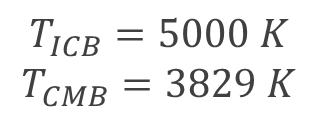 T_ICB = 5000 K
T_CMB = 3829 K